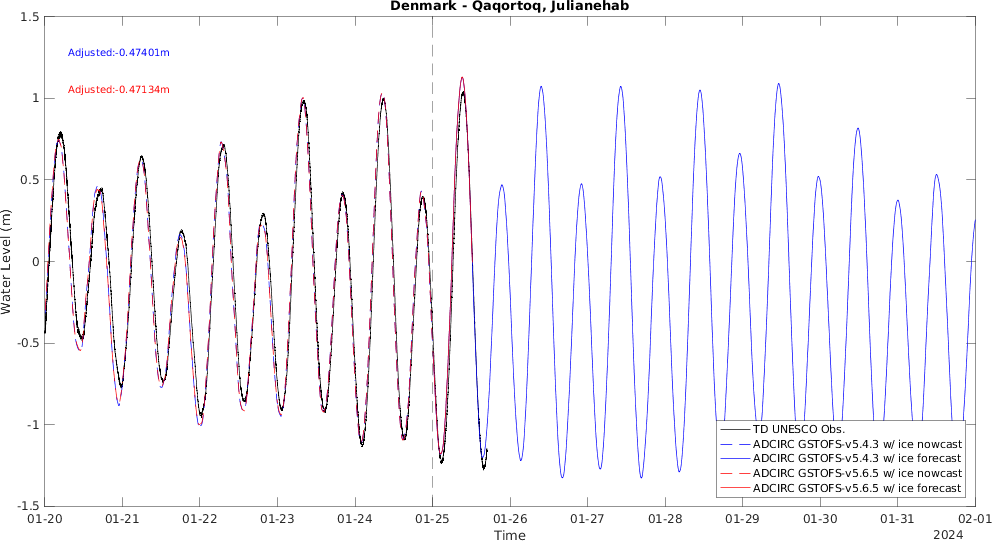 Denmark - Qaqortoq, Julianehab
1.5
1
0.5
0
-0.5
-1
-1.5
Water Level (m)
Adjusted:-0.47401m
Adjusted:-0.47134m
TD UNESCO Obs.
ADCIRC GSTOFS-v5.4.3 w/ ice nowcast
ADCIRC GSTOFS-v5.4.3 w/ ice forecast
ADCIRC GSTOFS-v5.6.5 w/ ice nowcast
ADCIRC GSTOFS-v5.6.5 w/ ice forecast
01-20 01-21 01-22 01-23 01-24 01-25 01-26 01-27 01-28 01-29 01-30 01-31 02-01
Time
2024